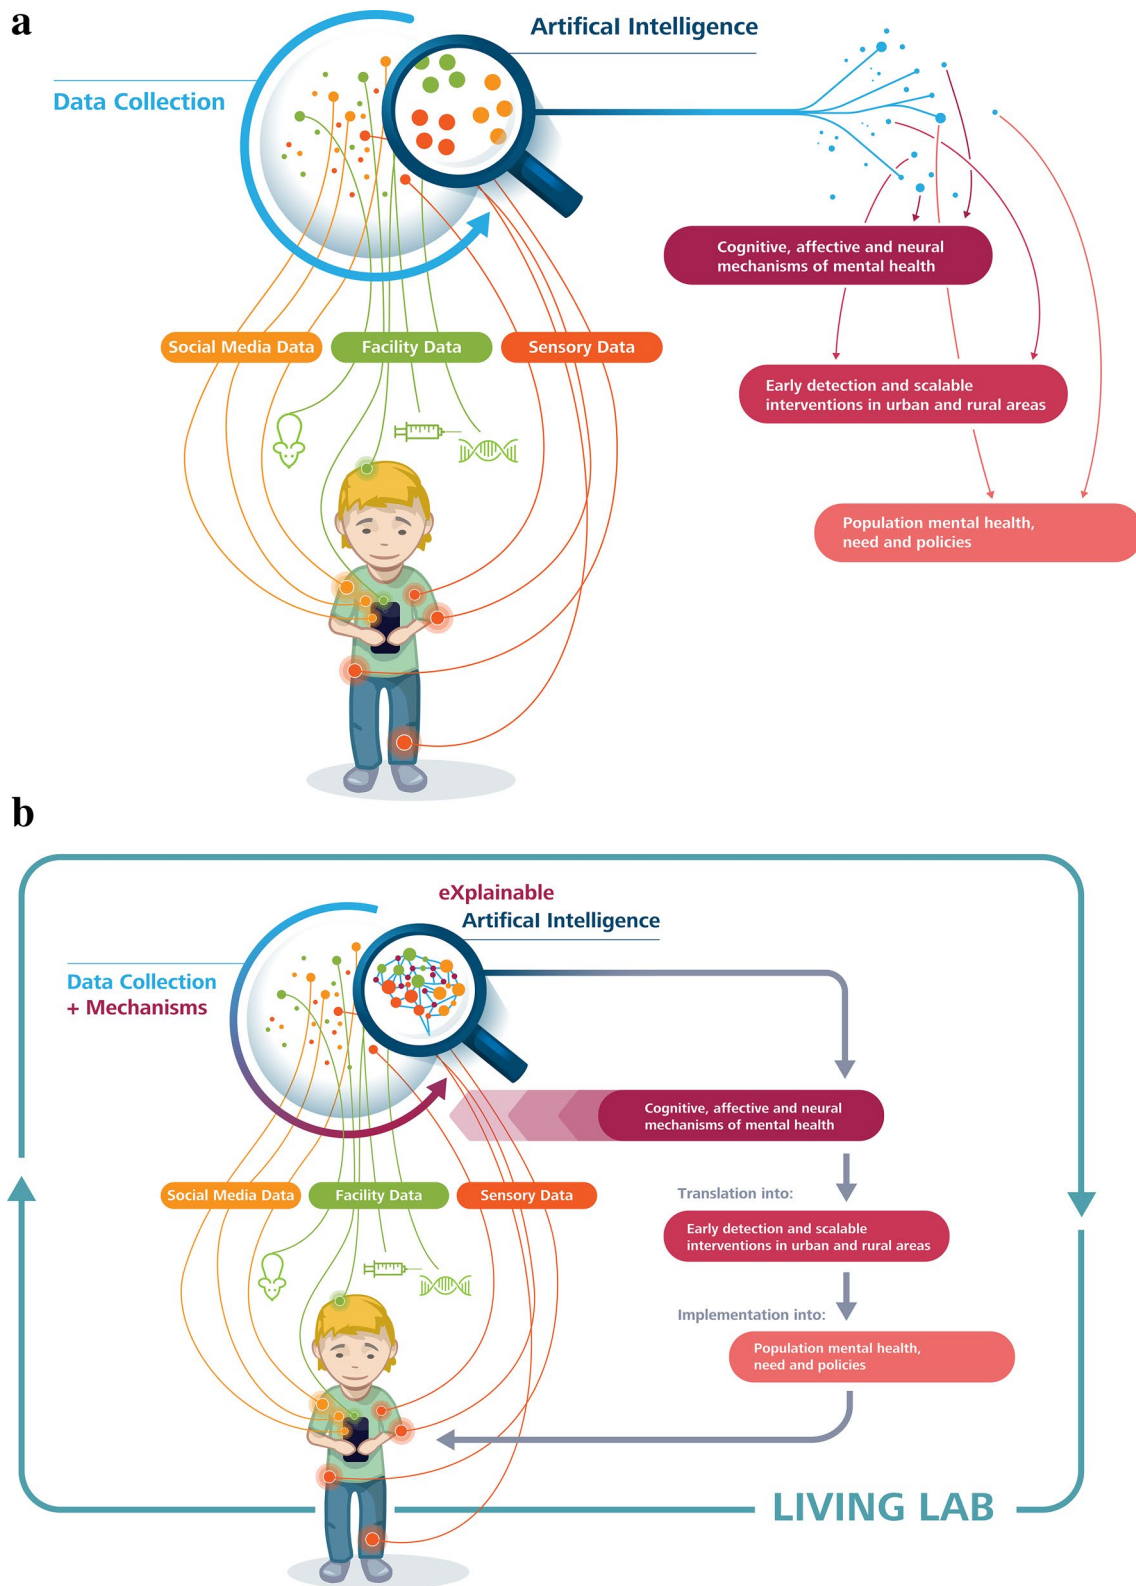 a
Artifical Intelligence
Data Collection
Cognitive, affective and neural
mechanisms of mental health
Social Media Data
Facility Data
Sensory Data
Early detection and scalable
interventions in urban and rural areas
Population mental health,
need and policies
b
eXplainable
Artifical Intelligence
Data Collection
+ Mechanisms
Cognitive, affective and neural
mechanisms of mental health
Social Media Data
Facility Data
Sensory Data
Translation into:
Early detection and scalable
interventions in urban and rural areas
Implementation into:
Population mental health,
need and policies
LIVING LAB